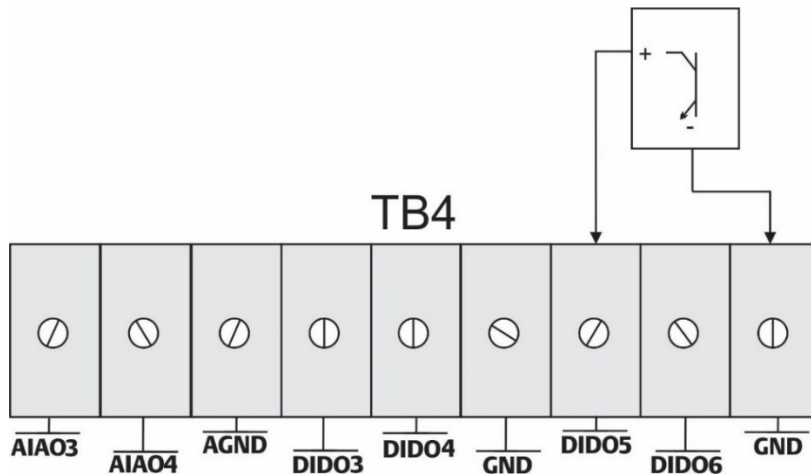 +
-
TB4
AIAO3
AIAO4
AGND
DIDO3
DIDO4
GND
DIDO5
DIDO6
GND